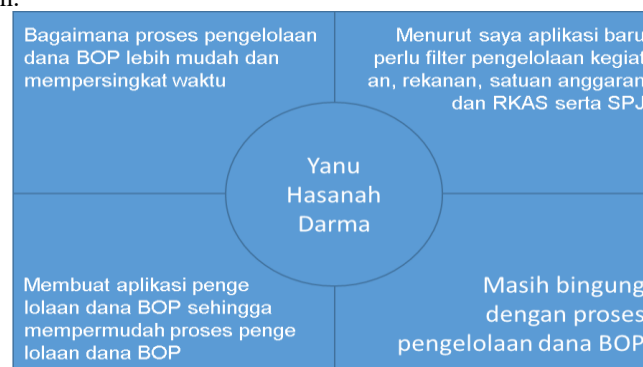 Bagaimana proses pengelolaan
dana BOP lebih mudah dan
mempersingkat waktu
Menurut saya aplikasi baru
perlu filter pengelolaan kegiat
an, rekanan, satuan anggaran
dan RKAS serta SPJ
Yanu
Hasanah
Darma
Membuat aplikasi penge
lolaan dana BOP sehingga
mempermudah proses penge
lolaan dana BOP
Masih bingung
dengan proses
pengelolaan dana BOP